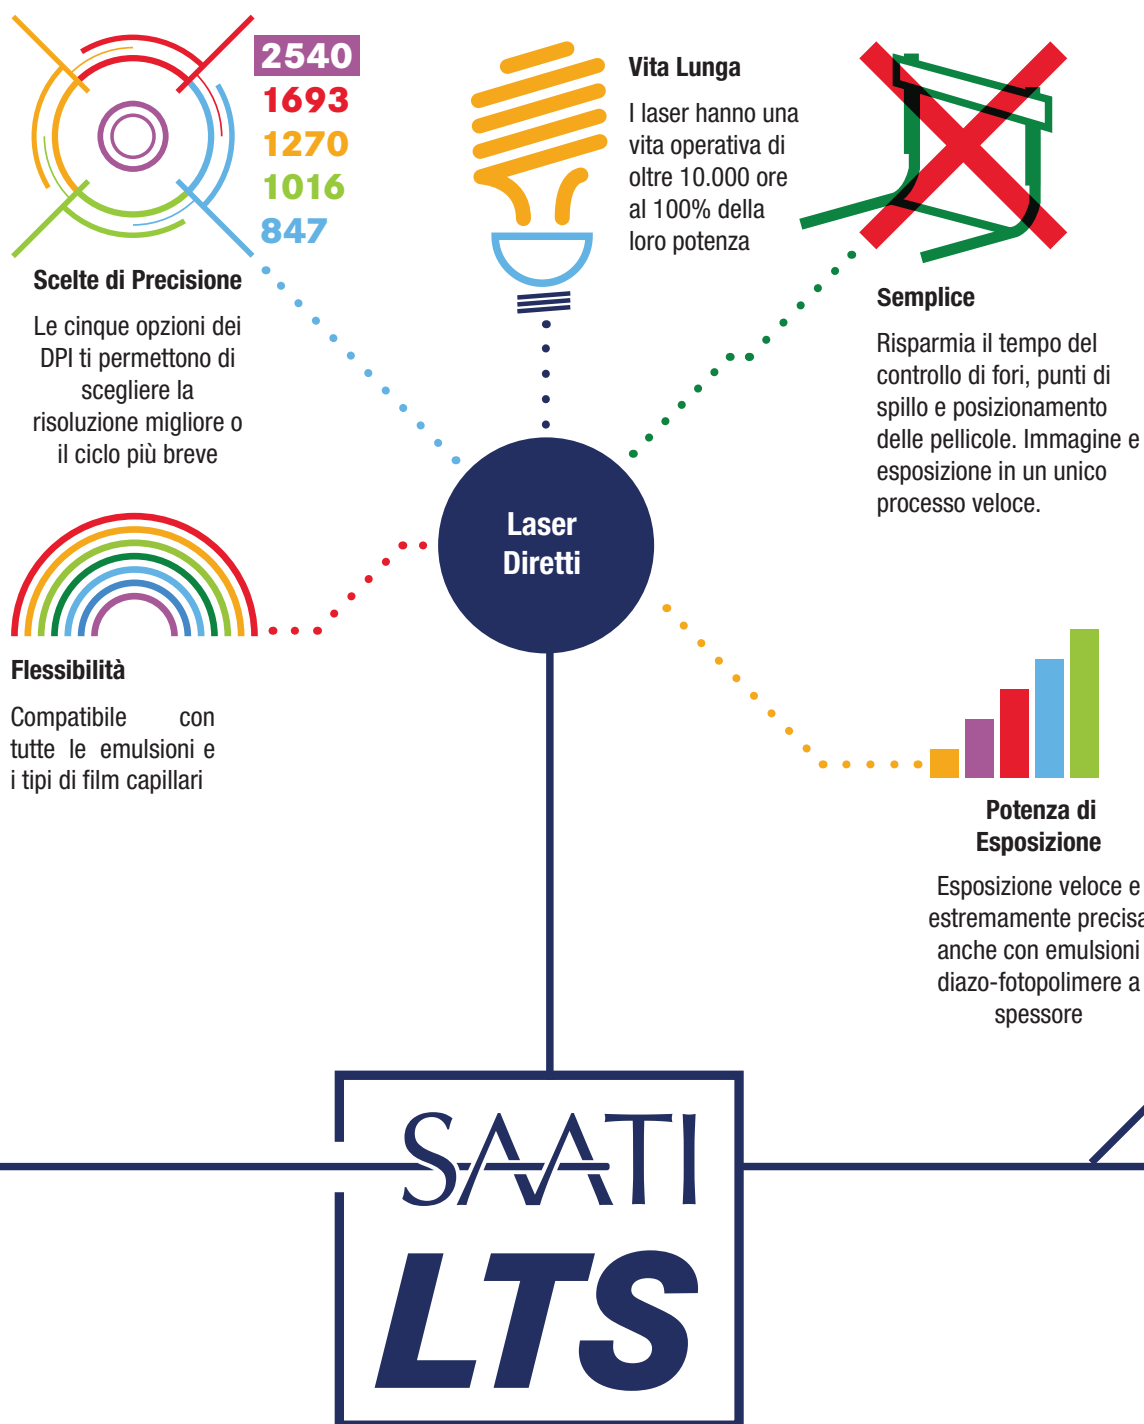 2540
1693
1270
1016
847
Scelte di Precisione
Le cinque opzioni dei
DPI ti permettono di
scegliere la
risoluzione migliore o
il ciclo più breve
Vita Lunga
I laser hanno una
vita operativa di
oltre 10.000 ore
al 100% della
loro potenza
Semplice
Risparmia il tempo del
controllo di fori, punti di
spillo e posizionamento
delle pellicole. Immagine e
esposizione in un unico
processo veloce.
Laser
Diretti
Flessibilità
Compatibile con
tutte le emulsioni e
i tipi di film capillari
Potenza di
Esposizione
Esposizione veloce e
estremamente precisa
anche con emulsioni
diazo-fotopolimere a
spessore
SAATI
LTS